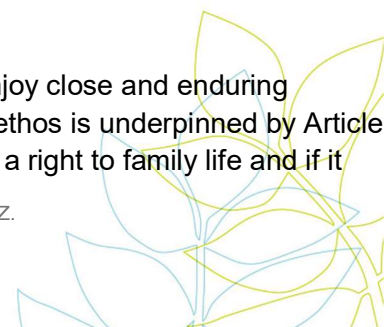 joy close and enduring
ethos is underpinned by Article
a right to family life and if it
z.